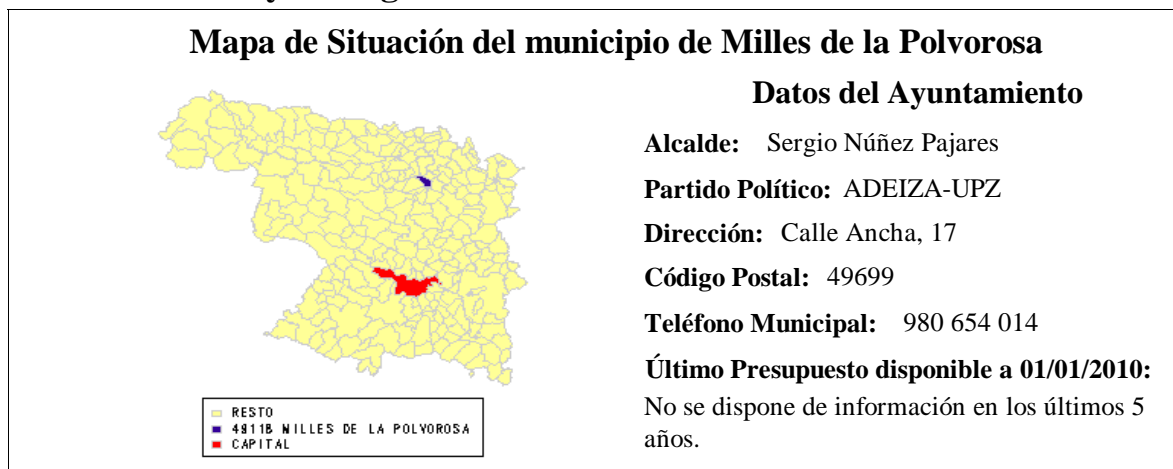 Mapa de Situación del municipio de Milles de la Polvorosa
Datos del Ayuntamiento
Alcalde: Sergio Núñez Pajares
Partido Político: ADEIZA-UPZ
Dirección: Calle Ancha, 17
Código Postal: 49699
Teléfono Municipal: 980 654 014
Último Presupuesto disponible a 01/01/2010:
No se dispone de información en los últimos 5
años.
RESTO
49118 MILLES DE LA POLVOROSA
CAPITAL